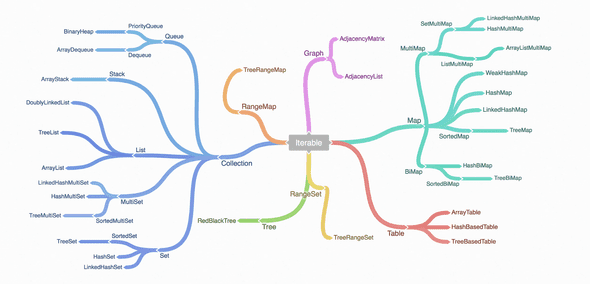 Iterable
Collection
Queue
PriorityQueue
BinaryHeap
Dequeue
ArrayDequeue
Stack
ArrayStack
List
DoublyLinkedList
TreeList
ArrayList
MultiSet
LinkedHashMultiSet
HashMultiSet
SortedMultiSet
TreeMultiSet
Set
SortedSet
TreeSet
HashSet
LinkedHashSet
RangeMap
TreeRangeMap
Graph
AdjacencyMatrix
AdjacencyList
Tree
RedBlackTree
RangeSet
TreeRangeSet
Map
MultiMap
SetMultiMap
LinkedHashMultiMap
HashMultiMap
ListMultiMap
ArrayListMultiMap
WeakHashMap
HashMap
LinkedHashMap
SortedMap
TreeMap
BiMap
HashBiMap
SortedBiMap
TreeBiMap
Table
ArrayTable
HashBasedTable
TreeBasedTable